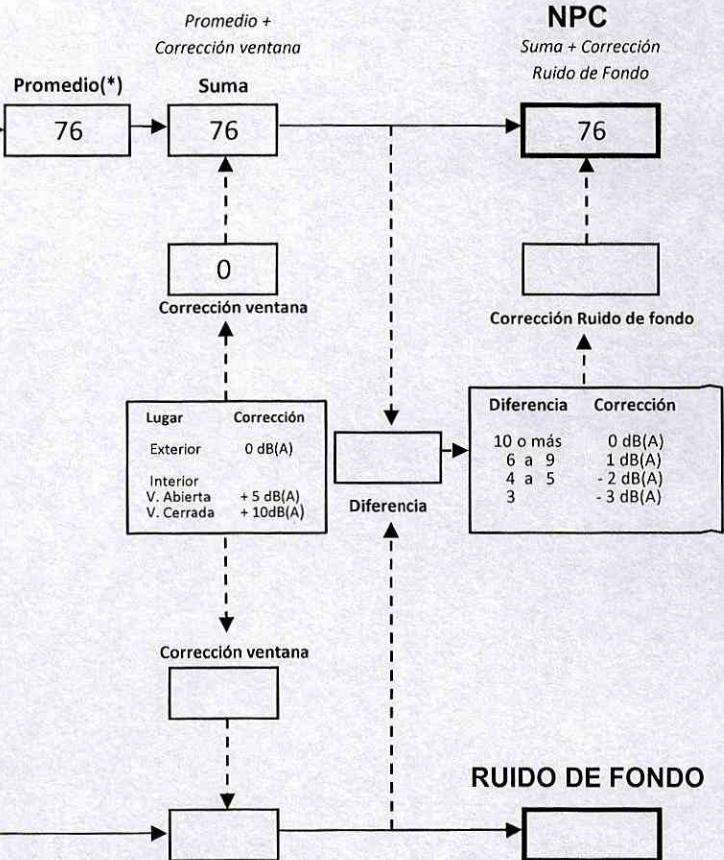 Promedio +
Corrección ventana
NPC
Suma + Corrección
Ruido de Fondo
Promedio(*)
Suma
76
76
76
0
Corrección ventana
Corrección Ruido de fondo
Lugar Corrección
Exterior 0 dB(A)
Interior
V. Abierta + 5 dB(A)
V. Cerrada + 10dB(A)
Diferencia
Diferencia Corrección
10 o más 0 dB(A)
6 a 9 1 dB(A)
4 a 5 - 2 dB(A)
3 - 3 dB(A)
Corrección ventana
RUIDO DE FONDO